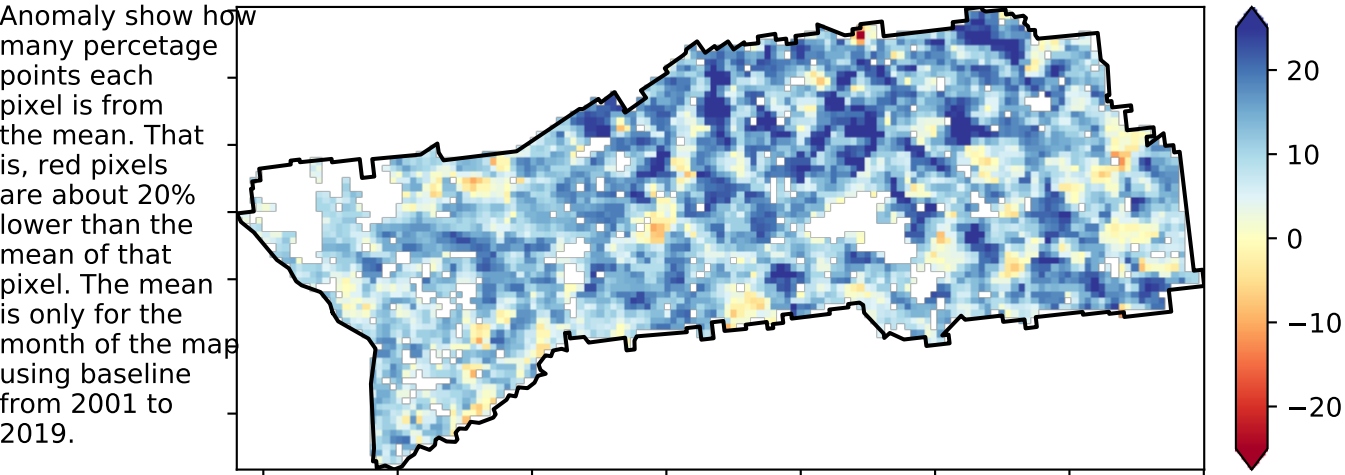 Anomaly show how
many percetage
points each
pixel is from
the mean. That
is, red pixels
are about 20%
lower than the
mean of that
pixel. The mean
is only for the
month of the map
using baseline
from 2001 to
2019.
20
10
0
−10
−20